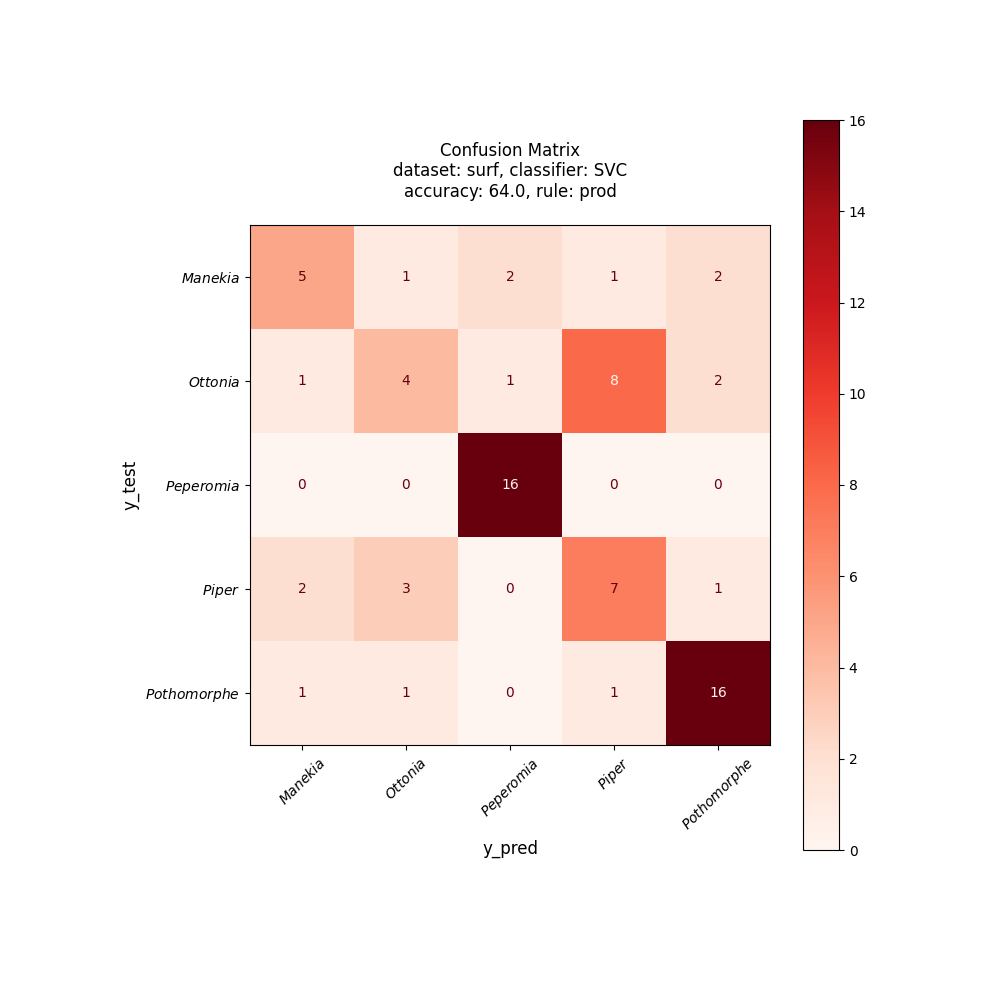 Confusion Matrix
dataset: surf, classifier: SVC
accuracy: 64.0, rule: prod
Manekia 5 1 2 1 2
Ottonia 1 4 1 8 2
Peperomia 0 0 16 0 0
Piper 2 3 0 7 1
Pothomorphe 1 1 0 1 16
y_test
Manekia Ottonia Peperomia Piper Pothomorphe
y_pred
16
14
12
10
8
6
4
2
0